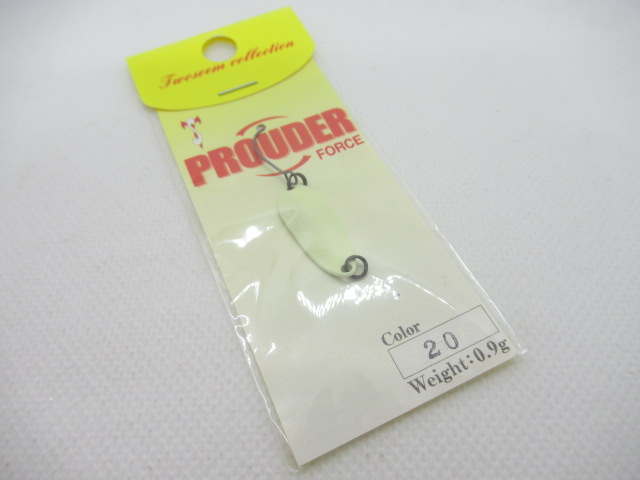 Tweseem collection
PROUDER
FORCE
Color
20
Weight:0.9g